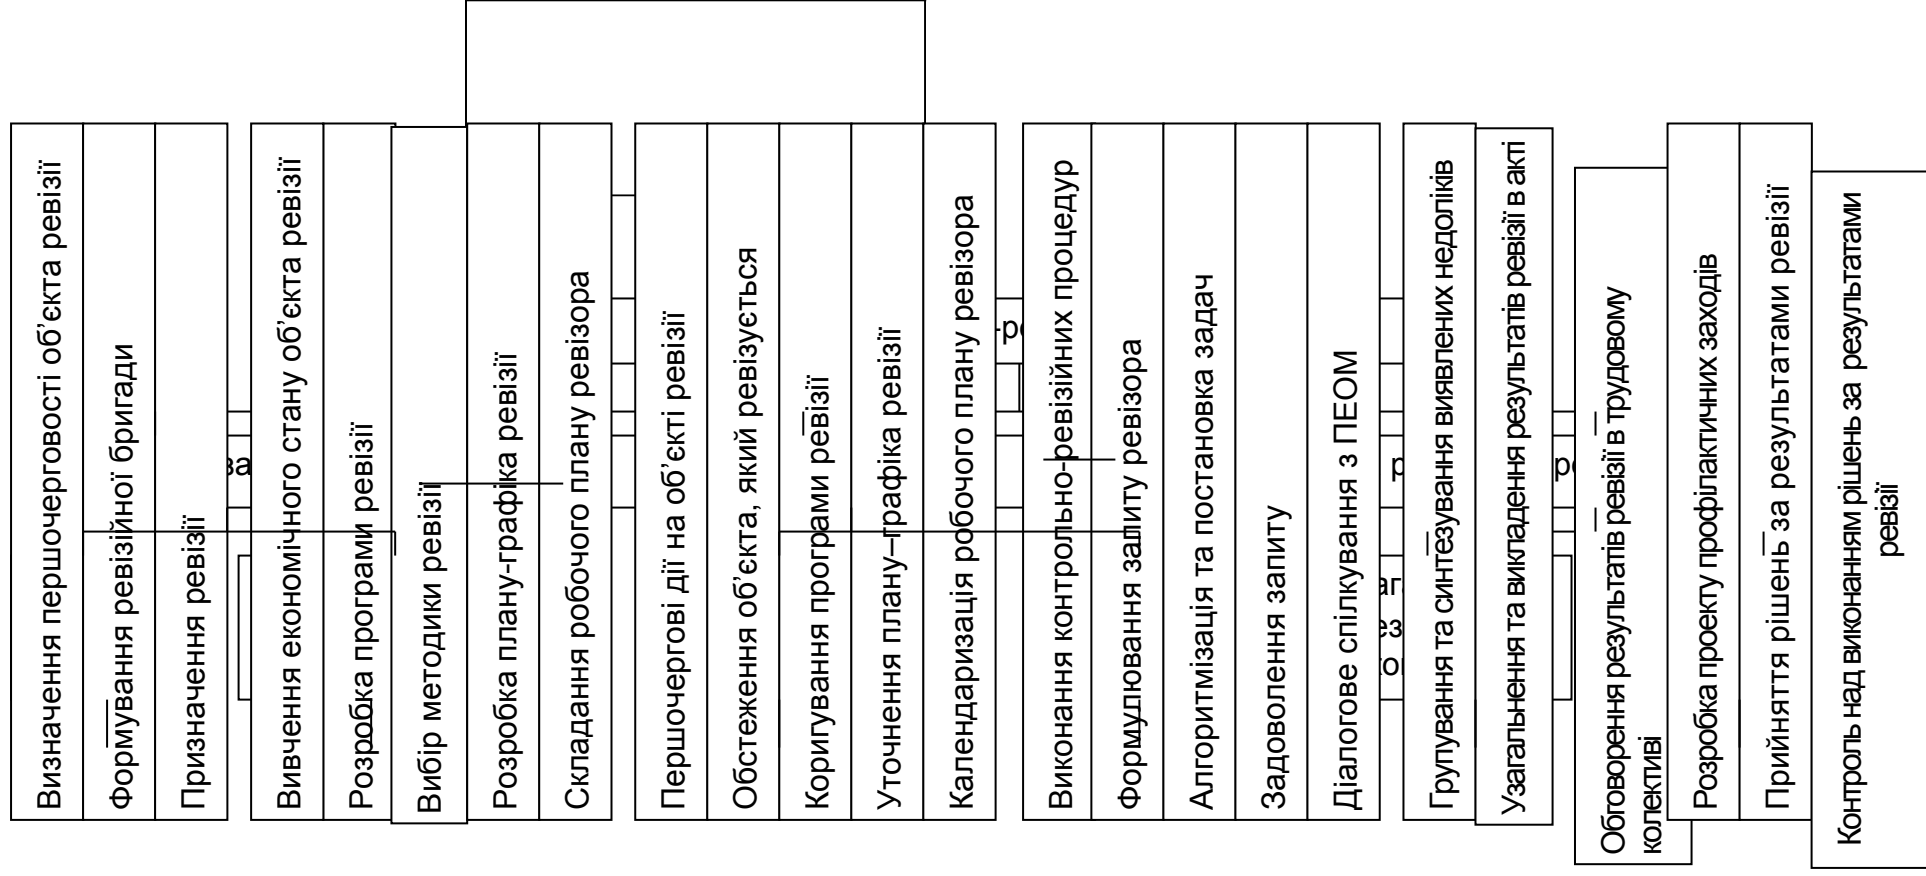 Визначення першочерговості об’єкта ревізії
Формування ревізійної бригади
Призначення ревізії
Вивчення економічного стану об’єкта ревізії
Розробка програми ревізії
Вибір методики ревізії
Розробка плану-графіка ревізії
Складання робочого плану ревізора
Першочергові дії на об’єкті ревізії
Обстеження об’єкта, який ревізується
Коригування програми ревізії
Уточнення плану–графіка ревізії
Календаризація робочого плану ревізора
Виконання контрольно-ревізійних процедур
Формулювання запиту ревізора
Алгоритмізація та постановка задач
Задоволення запиту
Діалогове спілкування з ПЕОМ
Групування та синтезування виявлених недоліків
Узагальнення та викладення результатів ревізії в акті
Обговорення результатів ревізії в трудовому
колективі
Розробка проекту профілактичних заходів
Прийняття рішень за результатами ревізії
Контроль над виконанням рішень за результатами
ревізії